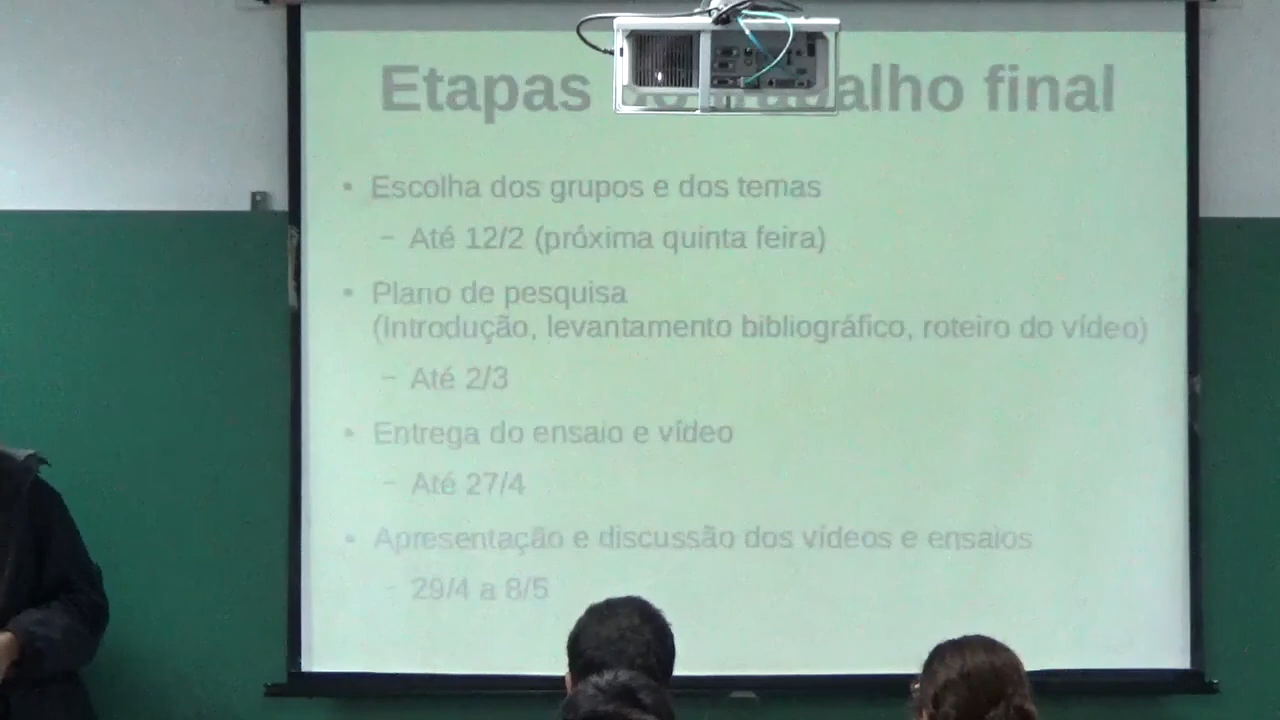 Etapas do trabalho final
• Escolha dos grupos e dos temas
– Até 12/2 (próxima quinta feira)
• Plano de pesquisa
(Introdução, levantamento bibliográfico, roteiro do vídeo)
– Até 2/3
• Entrega do ensaio e vídeo
– Até 27/4
• Apresentação e discussão dos vídeos e ensaios
– 29/4 a 8/5